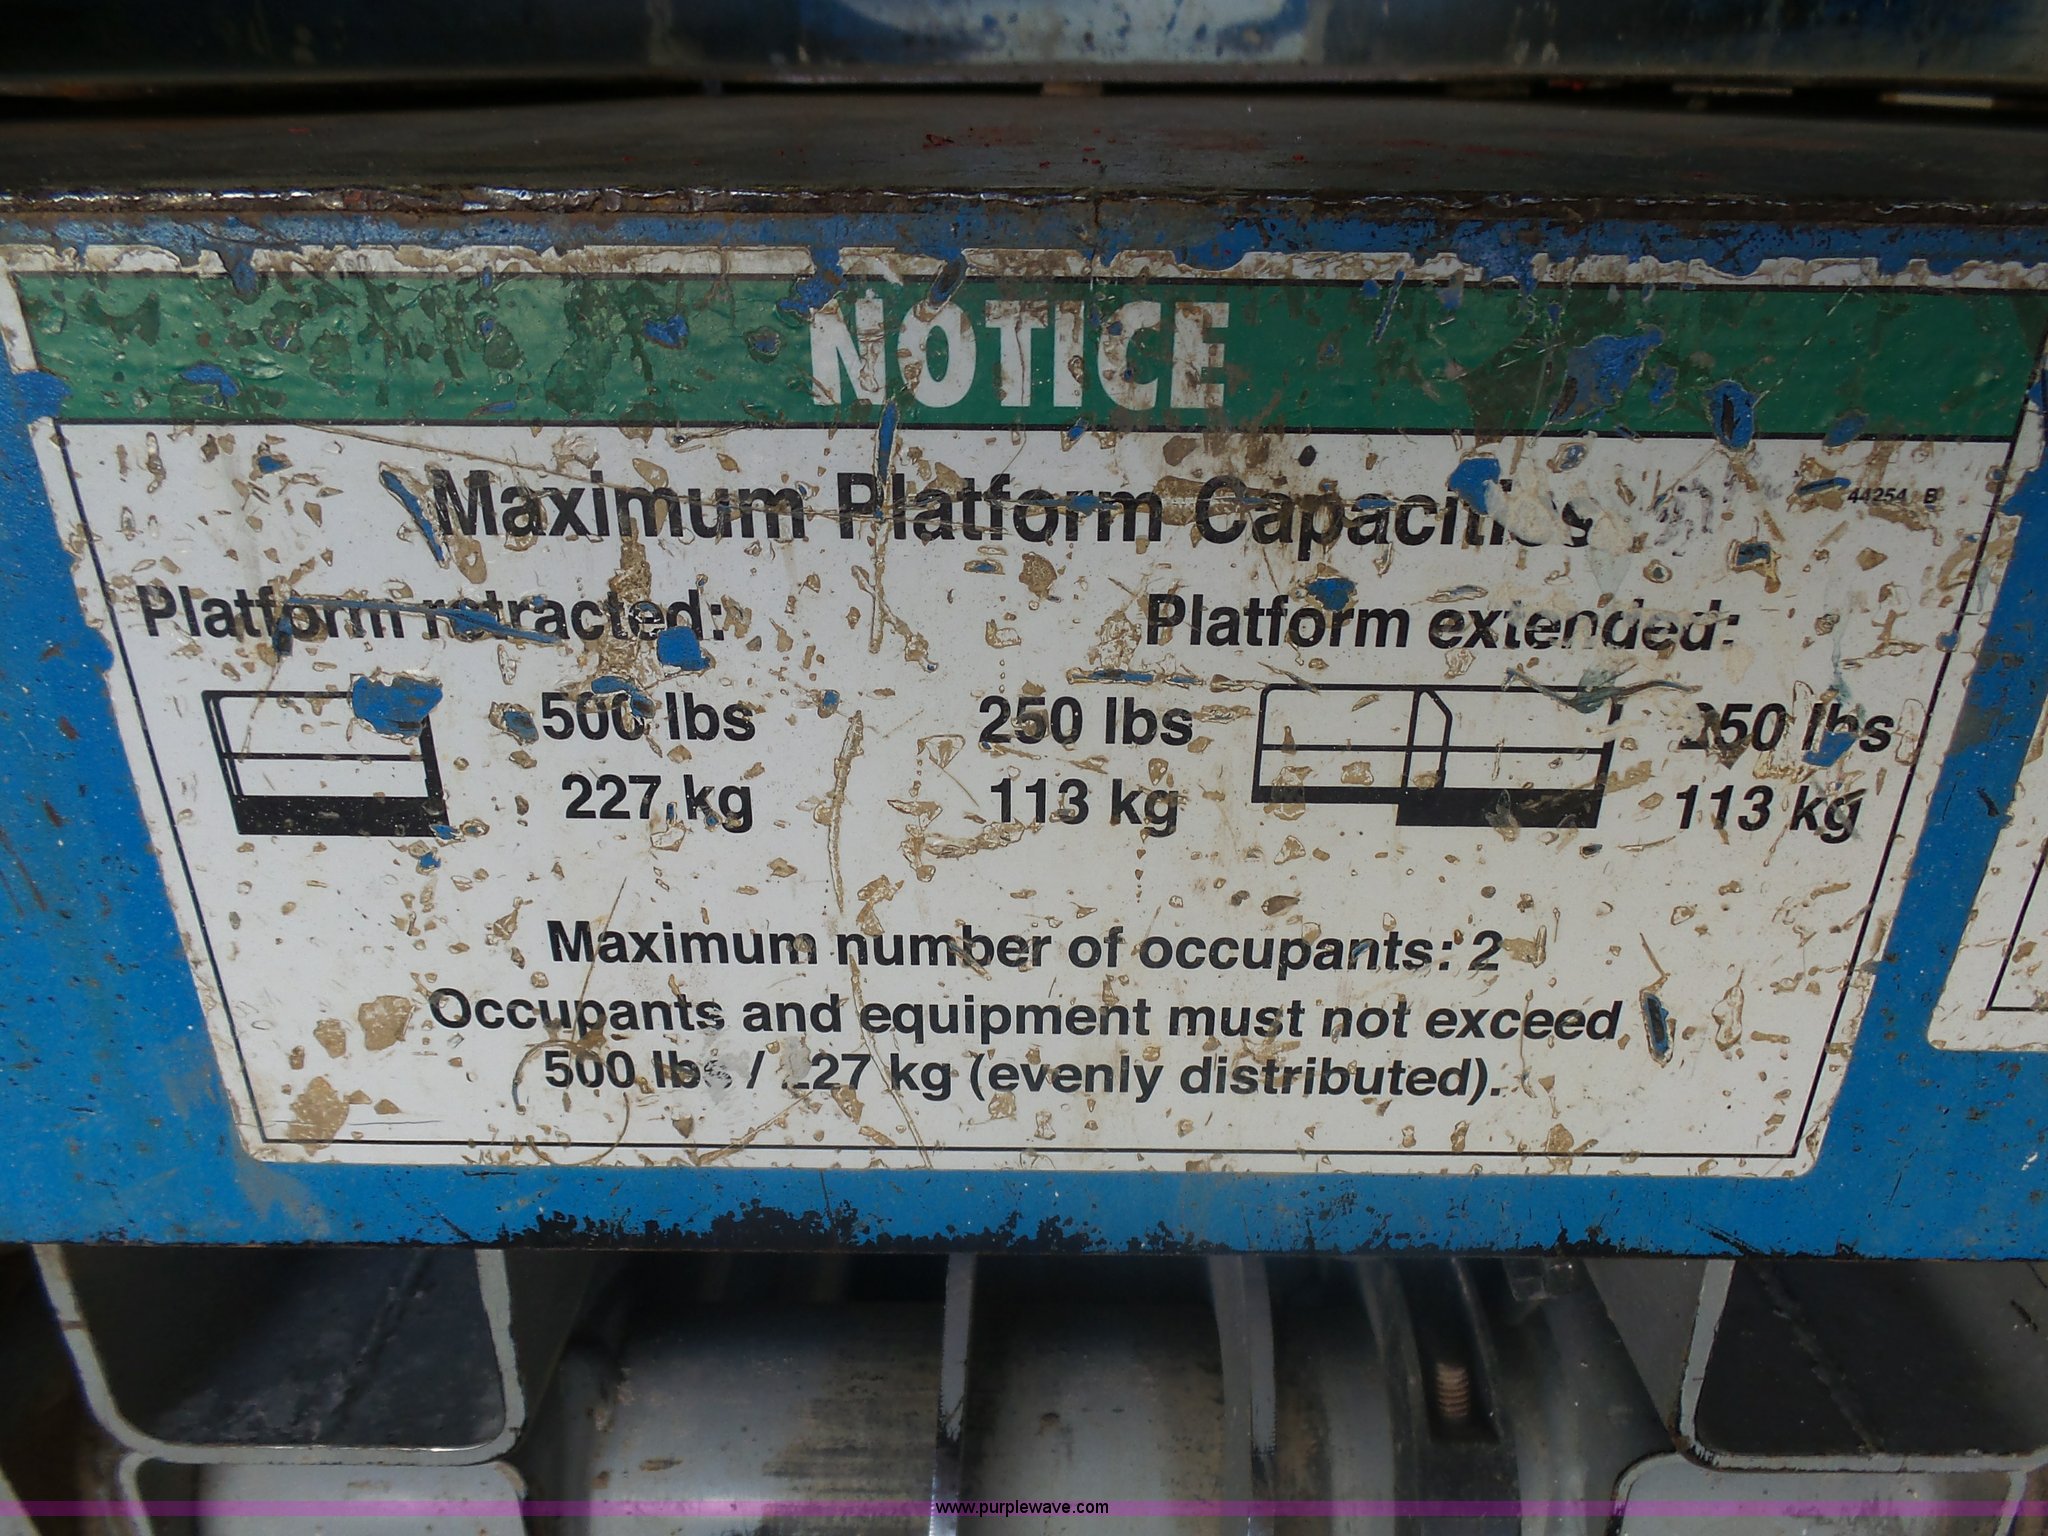 NOTICE
Maximum Platform Capacities
44254 B
Platform retracted:
Platform extended:
500 lbs
250 lbs
250 lbs
227 kg
113 kg
113 kg
Maximum number of occupants: 2
Occupants and equipment must not exceed
500 lbs / 227 kg (evenly distributed).
www.purplewave.com